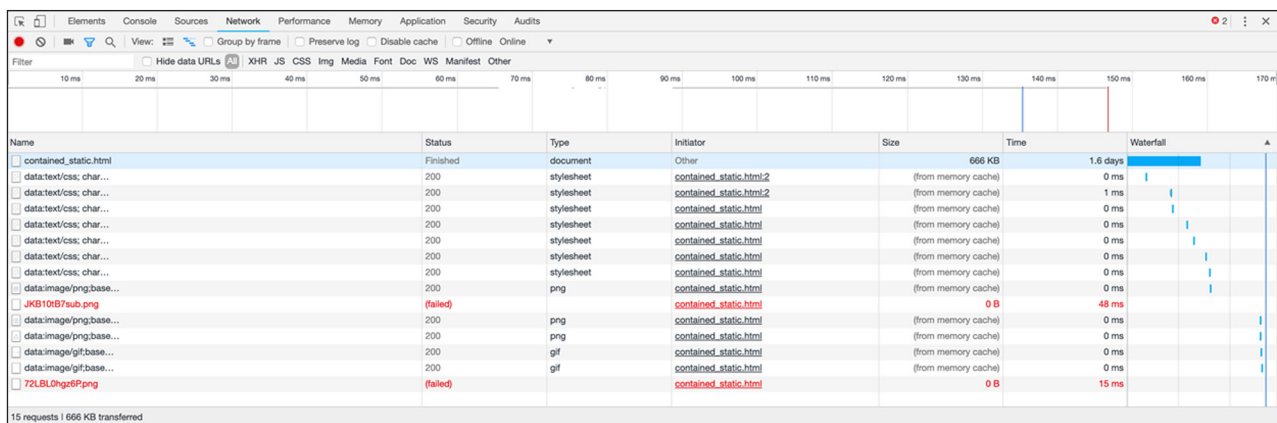 Elements Console Sources Network Performance Memory Application Security Audits 2
View: Group by frame Preserve log Disable cache Offline Online
Filter Hide data URLs All XHR JS CSS Img Media Font Doc WS Manifest Other
10 ms 20 ms 30 ms 40 ms 50 ms 60 ms 70 ms 80 ms 90 ms 100 ms 110 ms 120 ms 130 ms 140 ms 150 ms 160 ms 170 m
Name Status Type Initiator Size Time Waterfall
contained_static.html Finished document Other 666 KB 1.6 days
data:text/css; char... 200 stylesheet contained_static.html:2 (from memory cache) 0 ms
data:text/css; char... 200 stylesheet contained_static.html:2 (from memory cache) 1 ms
data:text/css; char... 200 stylesheet contained_static.html (from memory cache) 0 ms
data:text/css; char... 200 stylesheet contained_static.html (from memory cache) 0 ms
data:text/css; char... 200 stylesheet contained_static.html (from memory cache) 0 ms
data:text/css; char... 200 stylesheet contained_static.html (from memory cache) 0 ms
data:text/css; char... 200 stylesheet contained_static.html (from memory cache) 0 ms
data:image/png;base... 200 png contained_static.html (from memory cache) 0 ms
JKB10tB7sub.png (failed) contained_static.html 0 B 48 ms
data:image/png;base... 200 png contained_static.html (from memory cache) 0 ms
data:image/png;base... 200 png contained_static.html (from memory cache) 0 ms
data:image/gif;base... 200 gif contained_static.html (from memory cache) 0 ms
data:image/gif;base... 200 gif contained_static.html (from memory cache) 0 ms
72LBL0hgz6P.png (failed) contained_static.html 0 B 15 ms
15 requests | 666 KB transferred